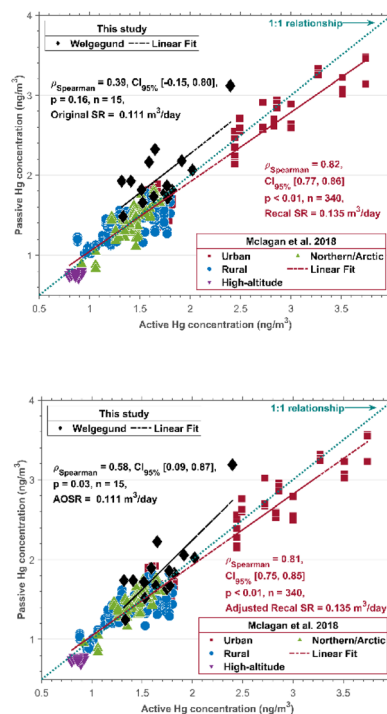 This study
Welgegund Linear Fit
1:1 relationship
ρSpearman = 0.39, CI95% [-0.15, 0.80],
p = 0.16, n = 15,
Original SR = 0.111 m³/day
ρSpearman = 0.82,
CI95% [0.77, 0.86]
p < 0.01, n = 340,
Recal SR = 0.135 m³/day
Mclagan et al. 2018
Urban Northern/Arctic
Rural Linear Fit
High-altitude
Passive Hg concentration (ng/m³)
4
3
2
1
0.5 1 1.5 2 2.5 3 3.5
Active Hg concentration (ng/m³)
This study
Welgegund Linear Fit
1:1 relationship
ρSpearman = 0.58, CI95% [0.09, 0.87],
p = 0.03, n = 15,
AOSR = 0.111 m³/day
ρSpearman = 0.81,
CI95% [0.75, 0.85]
p < 0.01, n = 340,
Adjusted Recal SR = 0.135 m³/day
Mclagan et al. 2018
Urban Northern/Arctic
Rural Linear Fit
High-altitude
Passive Hg concentration (ng/m³)
4
3
2
1
0.5 1 1.5 2 2.5 3 3.5
Active Hg concentration (ng/m³)